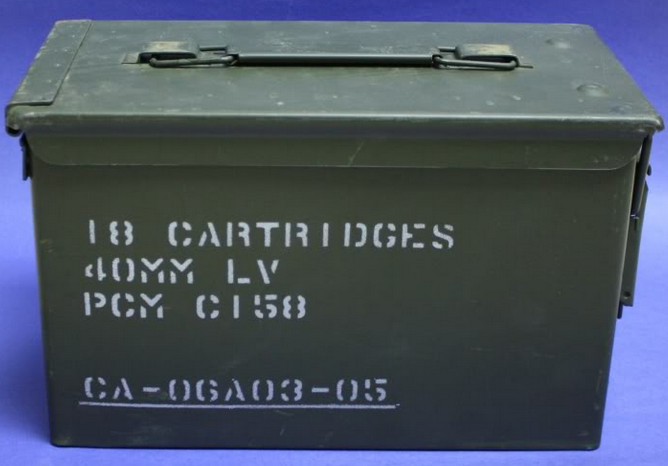 18 CARTRIDGES
40MM LV
PCM C158
CA-06A03-05